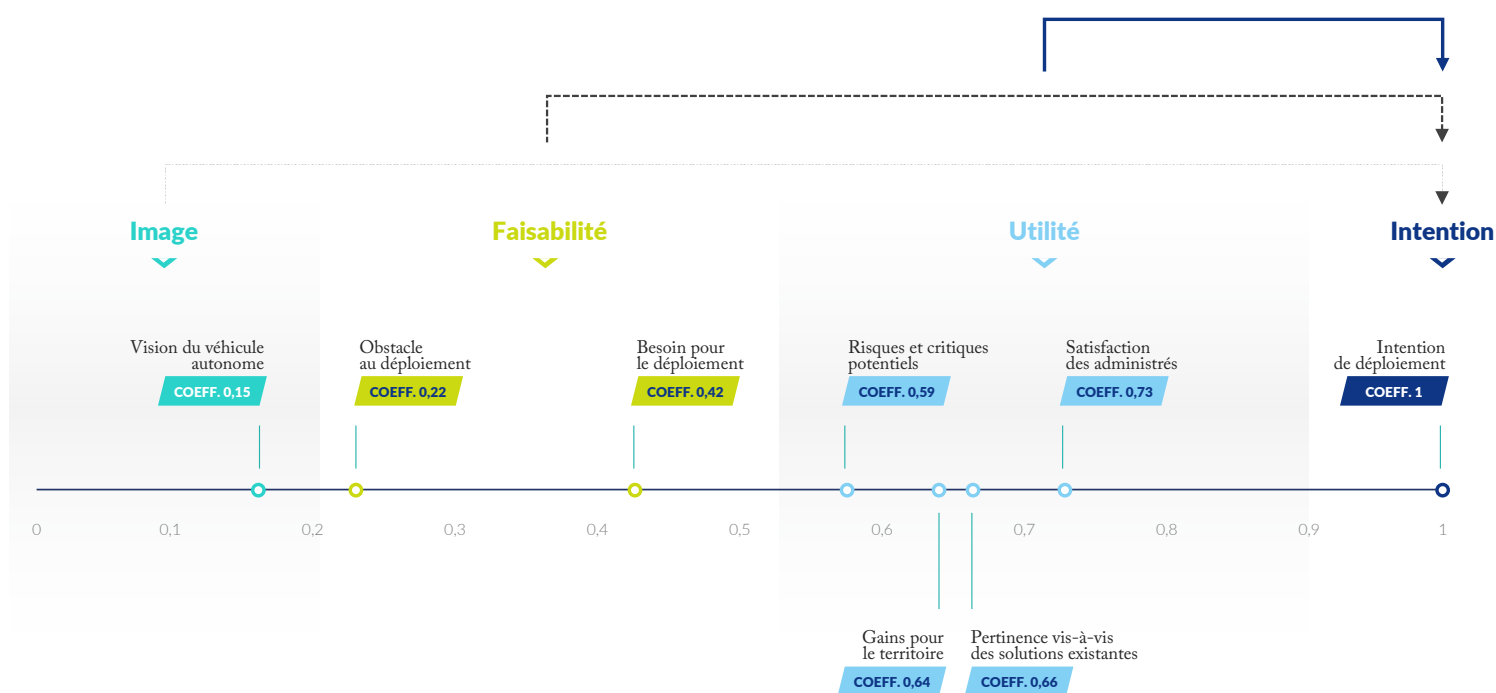 Image
Faisabilité
Utilité
Intention
Vision du véhicule
autonome
COEFF. 0,15
Obstacle
au déploiement
COEFF. 0,22
Besoin pour
le déploiement
COEFF. 0,42
Risques et critiques
potentiels
COEFF. 0,59
Satisfaction
des administrés
COEFF. 0,73
Intention
de déploiement
COEFF. 1
0
0,1
0,2
0,3
0,4
0,5
0,6
0,7
0,8
0,9
1
Gains pour
le territoire
COEFF. 0,64
Pertinence vis-à-vis
des solutions existantes
COEFF. 0,66